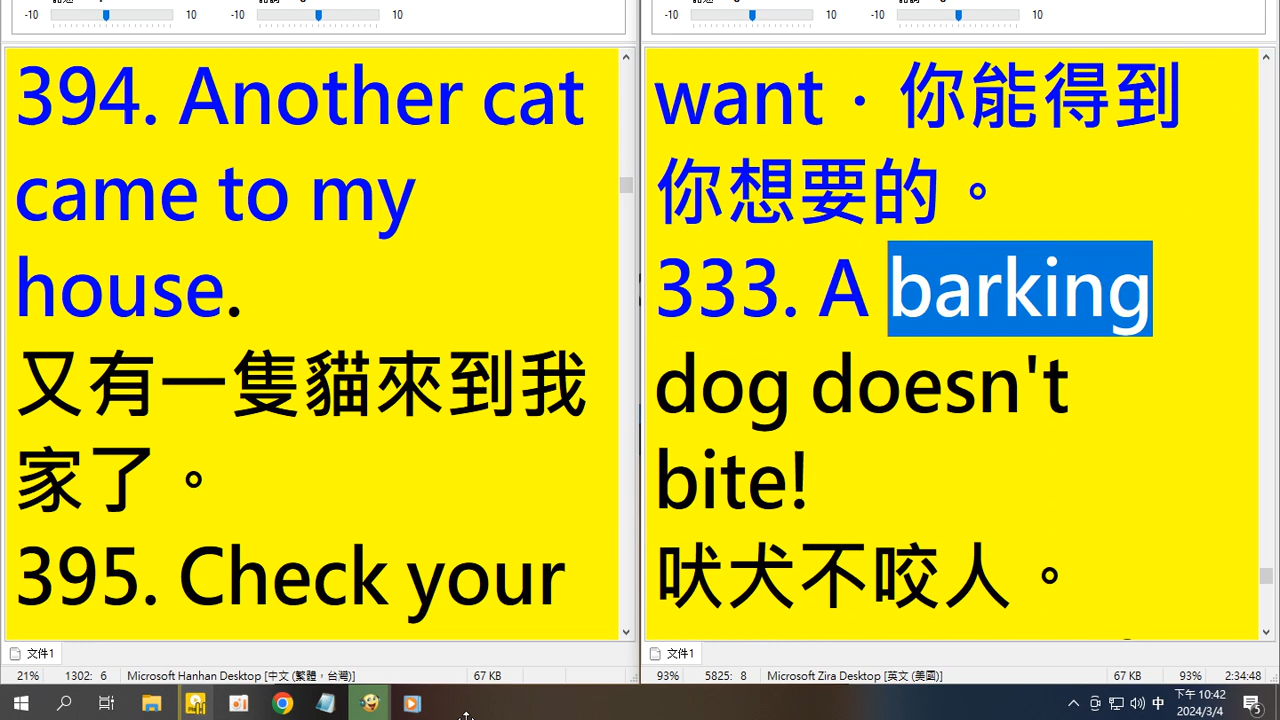 -10 10 -10 10
394. Another cat
came to my
house.
又有一隻貓來到我
家了。
395. Check your
文件1
21% 1302: 6 Microsoft Hanhan Desktop [中文 (繁體，台灣)] 67 KB
-10 10 -10 10
want．你能得到
你想要的。
333. A barking
dog doesn't
bite!
吠犬不咬人。
文件1
93% 5825: 8 Microsoft Zira Desktop [英文 (美國)] 67 KB 93% 2:34:48
中
下午 10:42
2024/3/4
5